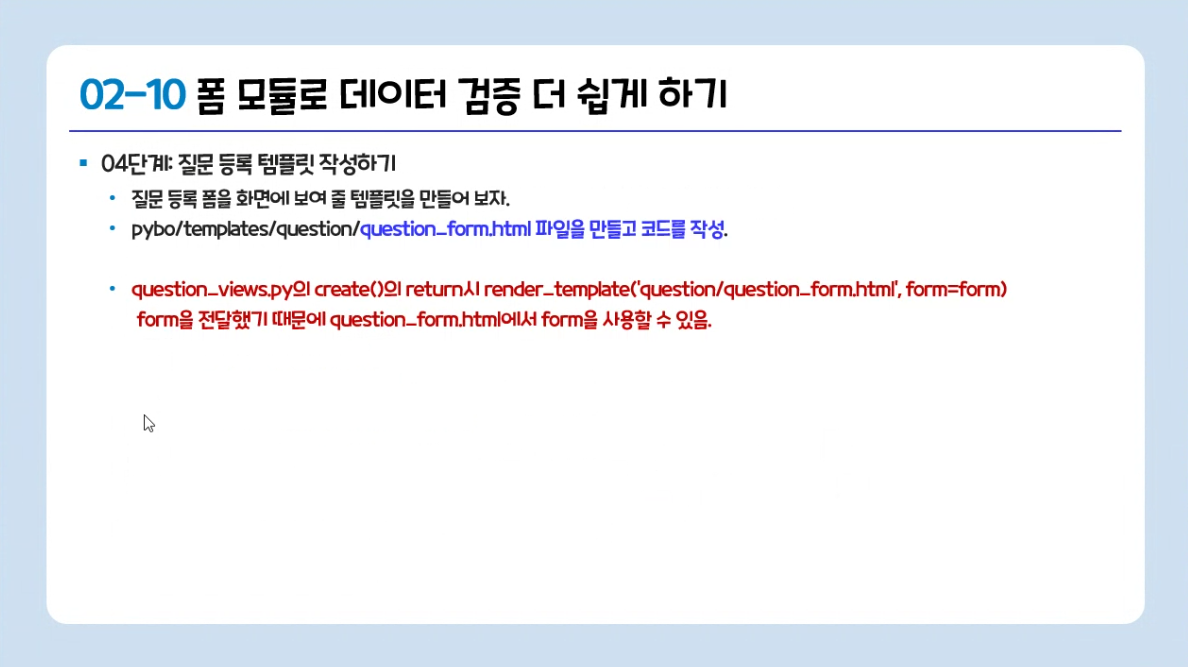 02-10 폼 모듈로 데이터 검증 더 쉽게 하기
▪ 04단계: 질문 등록 템플릿 작성하기
• 질문 등록 폼을 화면에 보여 줄 템플릿을 만들어 보자.
• pybo/templates/question/question_form.html 파일을 만들고 코드를 작성.
• question_views.py의 create()의 return시 render_template('question/question_form.html', form=form)
form을 전달했기 때문에 question_form.html에서 form을 사용할 수 있음.